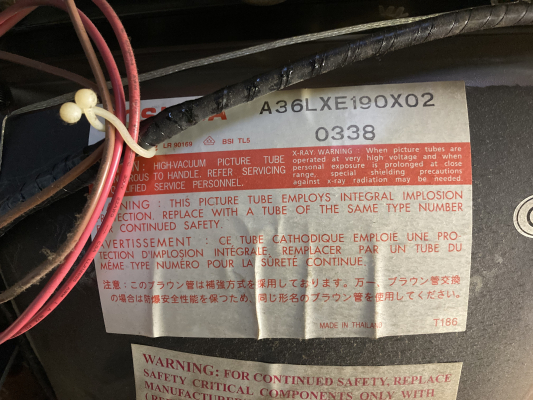 A36LXE190X02
0338
LR 90169 BSI TLS
HIGH-VACUUM PICTURE TUBE
TO HANDLE. REFER SERVICING
SERVICE PERSONNEL.
X-RAY WARNING : When picture tubes are
operated at very high voltage and when
personal exposure is prolonged at close
range, special shielding precautions
against x-ray radiation may be needed.
: THIS PICTURE TUBE EMPLOYS INTEGRAL IMPLOSION
REPLACE WITH A TUBE OF THE SAME TYPE NUMBER
CONTINUED SAFETY.
AVERTISSEMENT : CE TUBE CATHODIQUE EMPLOIE UNE PRO-
TECTION D'IMPLOSION INTÉGRALE. REMPLACER PAR UN TUBE DU
MÊME TYPE NUMÉRO POUR LA SÛRETÉ CONTINUE.
注意：このブラウン管は補強方式を採用しております。万一、ブラウン管交換
の場合は防爆安全性能を保つため、同じ形名のブラウン管を使用してください。
MADE IN THAILAND T186
WARNING: FOR CONTINUED SAFETY, REPLACE
SAFETY CRITICAL COMPONENTS ONLY WITH